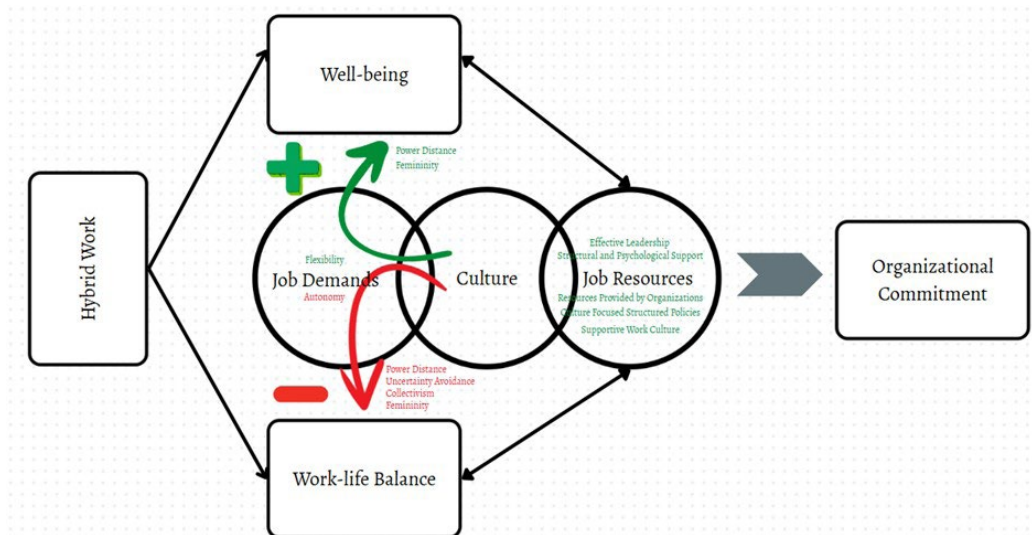 Well-being
Power Distance
Femininity
Hybrid Work
Flexibility
Job Demands
Autonomy
Culture
Effective Leadership
Structural and Psychological Support
Job Resources
Resources Provided by Organizations
Culture Focused Structured Policies
Supportive Work Culture
Organizational
Commitment
Power Distance
Uncertainty Avoidance
Collectivism
Femininity
Work-life Balance